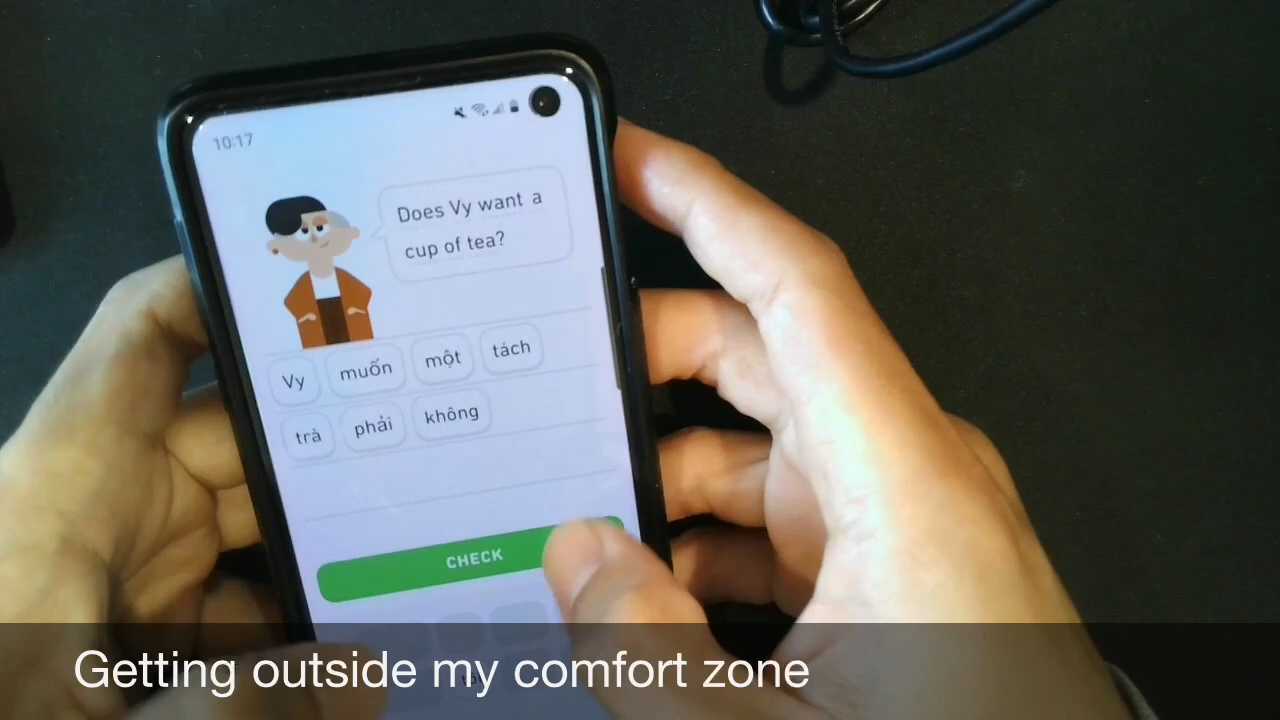 10:17
Does Vy want a
cup of tea?
Vy muốn một tách
trà phải không
CHECK
Getting outside my comfort zone